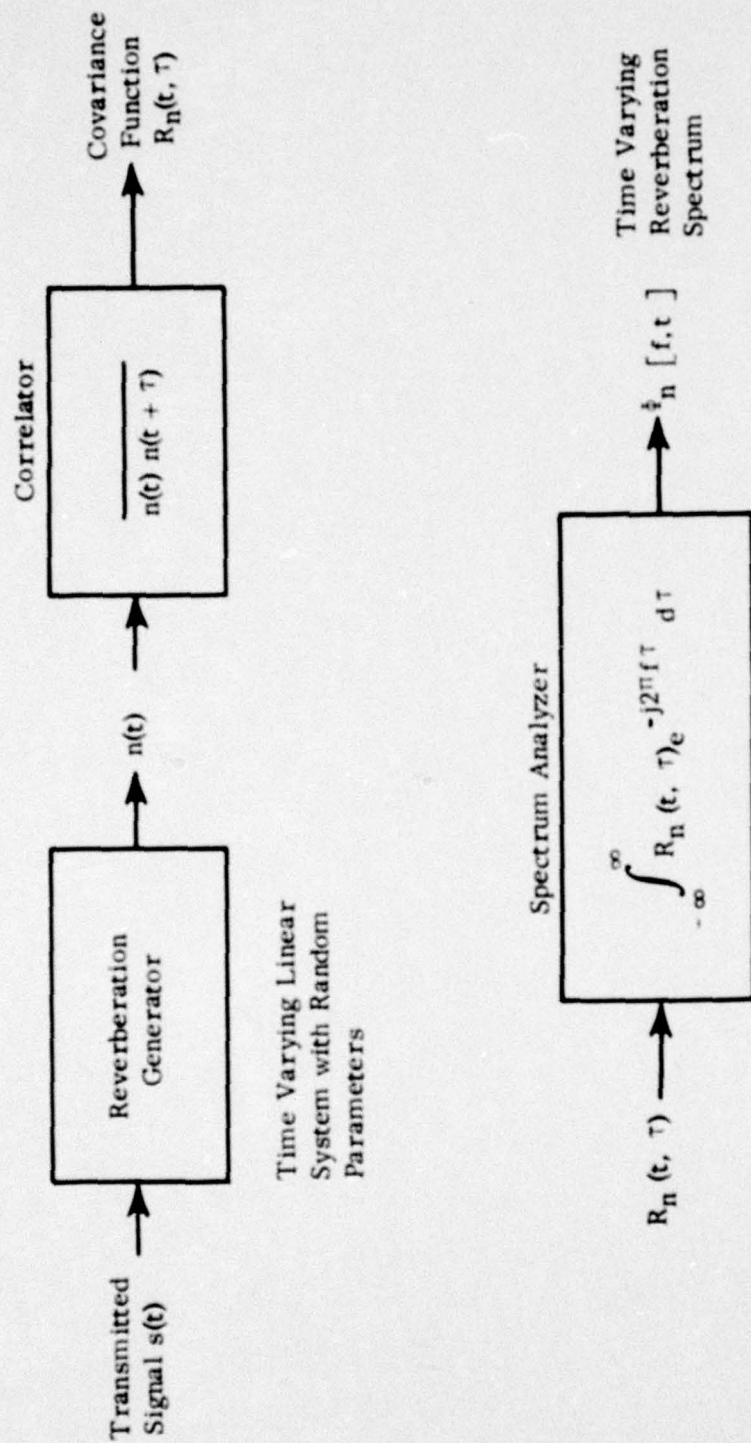 Transmitted
Signal s(t)
Reverberation
Generator
Time Varying Linear
System with Random
Parameters
n(t)
Correlator
n(t) n(t + τ)
Covariance
Function
Rn(t, τ)
Rn (t, τ)
Spectrum Analyzer
∫ -∞ ∞ Rn (t, τ)e -j2πfτ dτ
Φn [f,t ]
Time Varying
Reverberation
Spectrum